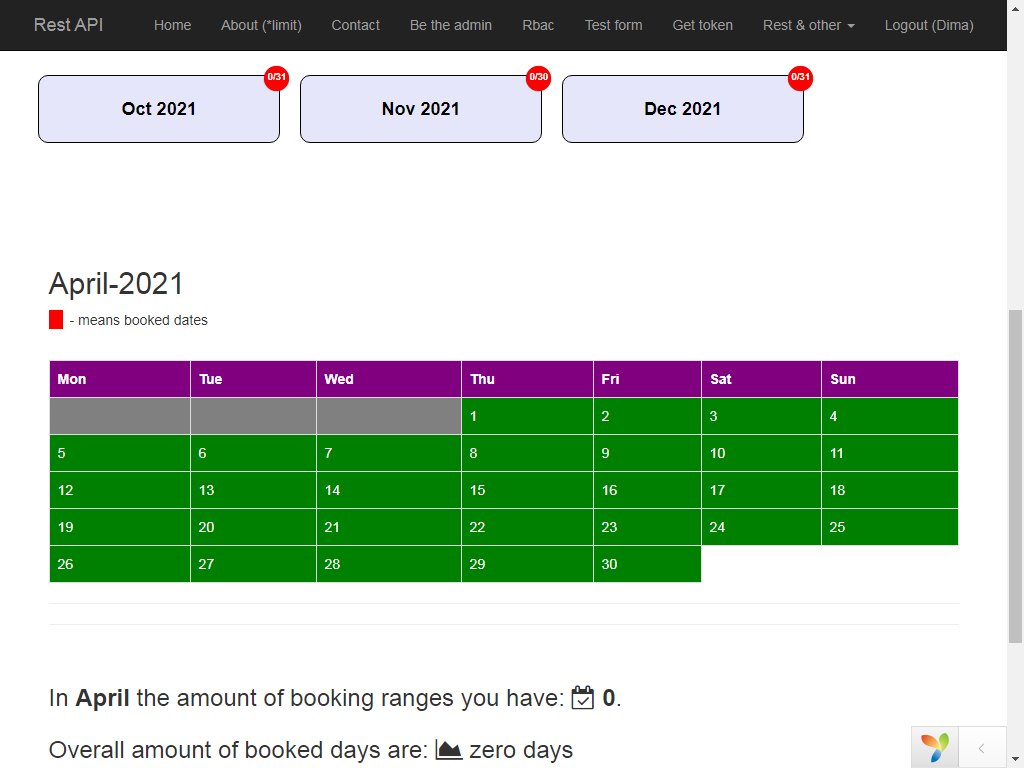 Rest API Home About (*limit) Contact Be the admin Rbac Test form Get token Rest & other Logout (Dima)
0/31 0/30 0/31
Oct 2021 Nov 2021 Dec 2021
April-2021
- means booked dates
Mon Tue Wed Thu Fri Sat Sun
1 2 3 4
5 6 7 8 9 10 11
12 13 14 15 16 17 18
19 20 21 22 23 24 25
26 27 28 29 30
In April the amount of booking ranges you have: 0.
Overall amount of booked days are: zero days